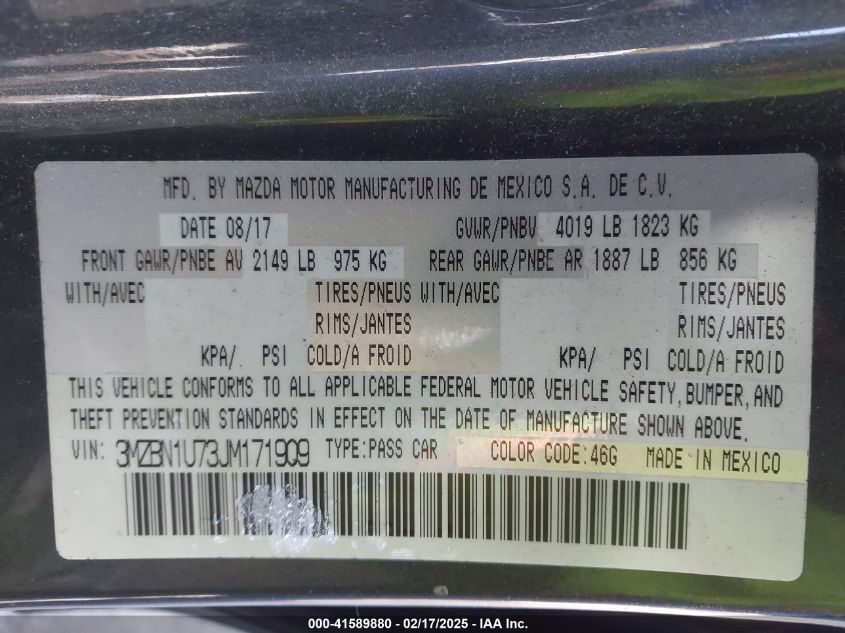 MFD. BY MAZDA MOTOR MANUFACTURING DE MEXICO S.A. DE C.V.
DATE 08/17 GVWR/PNBV 4019 LB 1823 KG
FRONT GAWR/PNBE AV 2149 LB 975 KG REAR GAWR/PNBE AR 1887 LB 856 KG
WITH/AVEC TIRES/PNEUS WITH/AVEC TIRES/PNEUS
RIMS/JANTES RIMS/JANTES
KPA/ PSI COLD/A FROID KPA/ PSI COLD/A FROID
THIS VEHICLE CONFORMS TO ALL APPLICABLE FEDERAL MOTOR VEHICLE SAFETY, BUMPER, AND
THEFT PREVENTION STANDARDS IN EFFECT ON THE DATE OF MANUFACTURE SHOWN ABOVE.
VIN: 3MZBN1U73JM171909 TYPE:PASS CAR COLOR CODE:46G MADE IN MEXICO
000-41589880 - 02/17/2025 - IAA Inc.